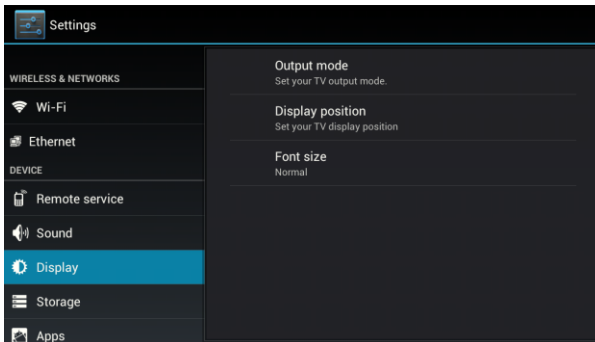 Settings
WIRELESS & NETWORKS
Wi-Fi
Ethernet
DEVICE
Remote service
Sound
Display
Storage
Apps
Output mode
Set your TV output mode.
Display position
Set your TV display position
Font size
Normal